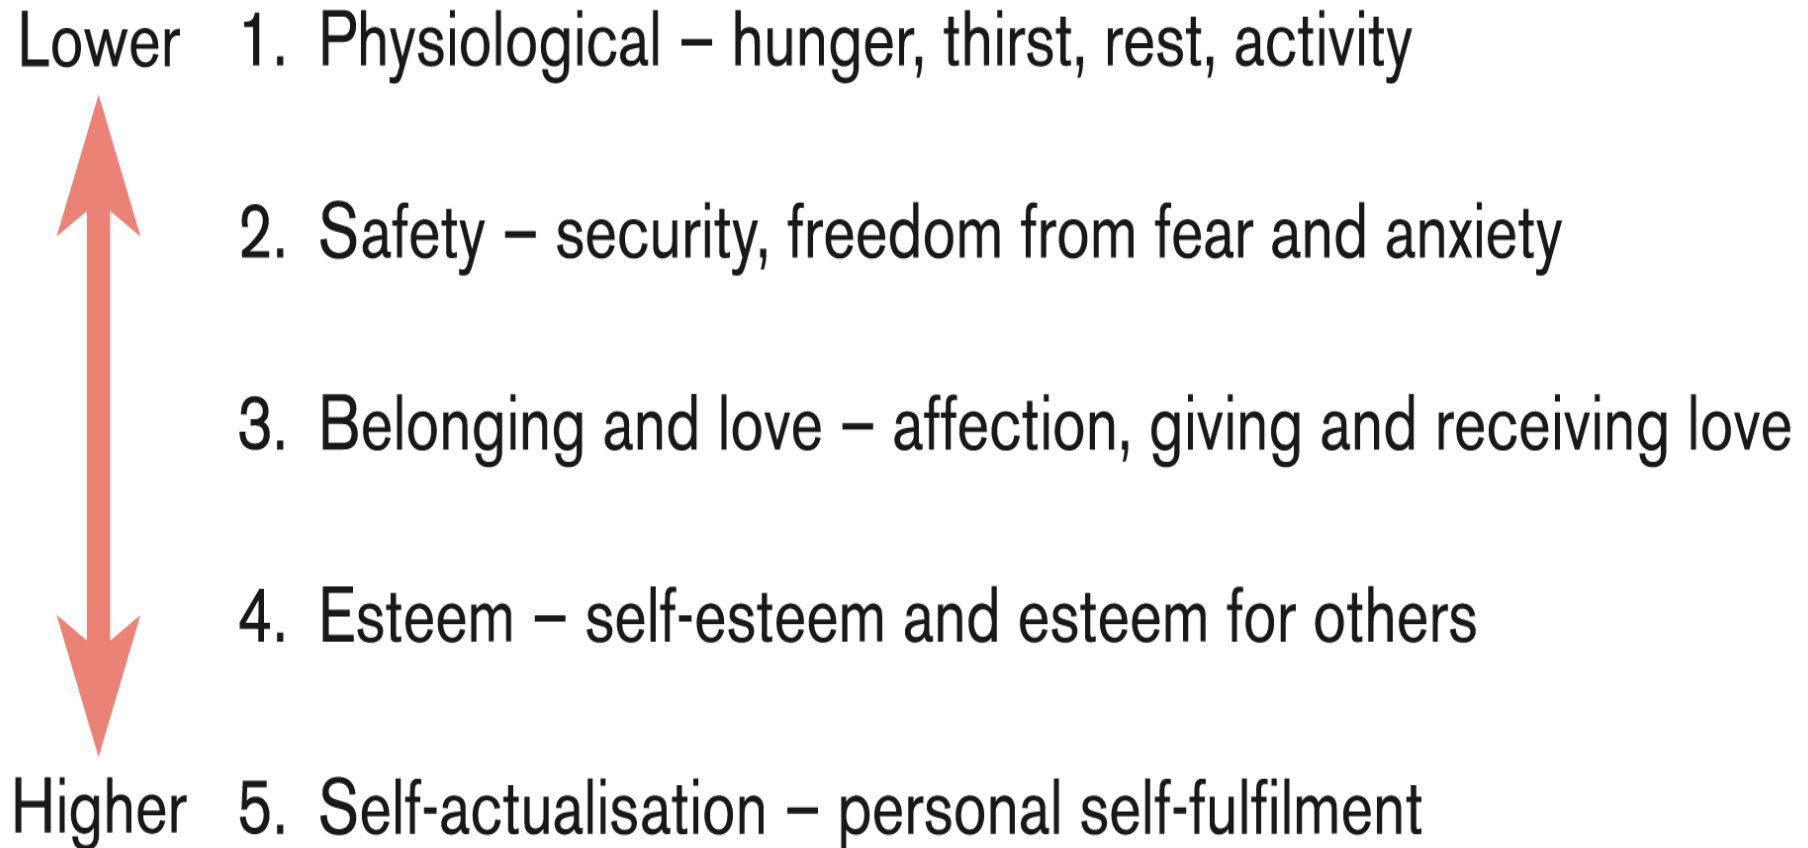 Lower 1. Physiological – hunger, thirst, rest, activity
2. Safety – security, freedom from fear and anxiety
3. Belonging and love – affection, giving and receiving love
4. Esteem – self-esteem and esteem for others
Higher 5. Self-actualisation – personal self-fulfilment